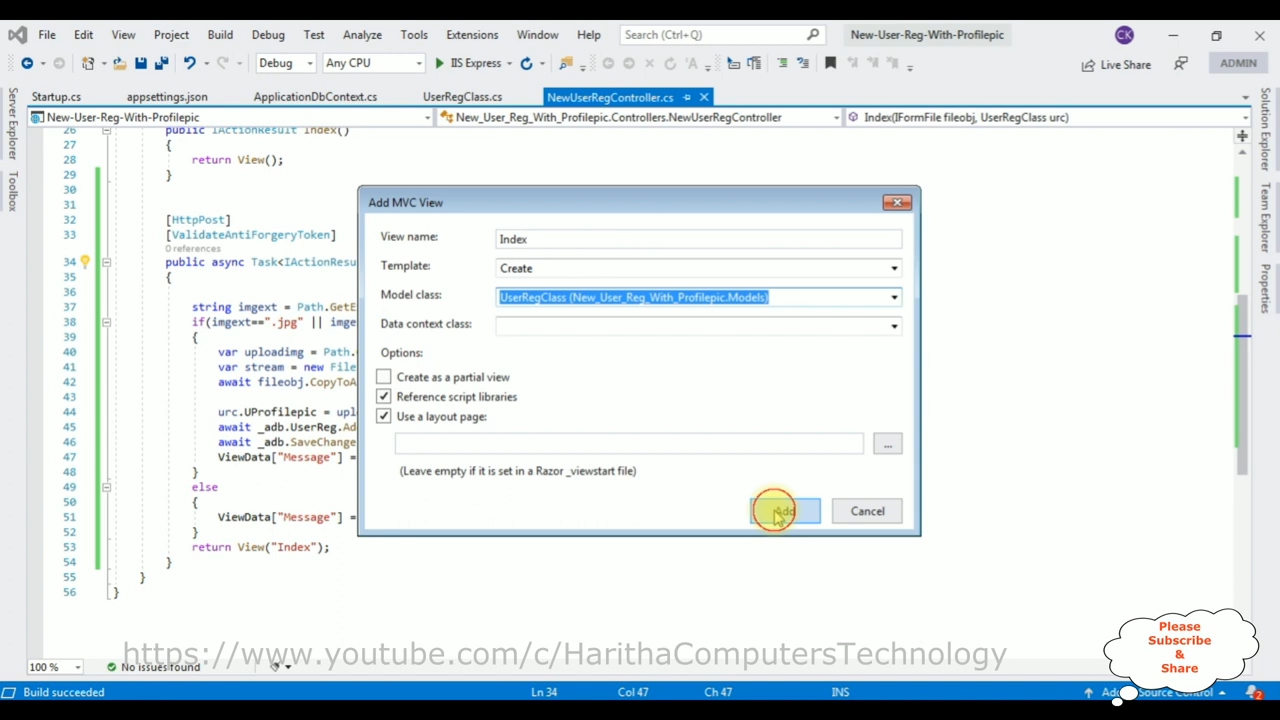 File Edit View Project Build Debug Test Analyze Tools Extensions Window Help Search (Ctrl+Q) New-User-Reg-With-Profilepic CK
Debug Any CPU IIS Express Live Share ADMIN
Startup.cs appsettings.json ApplicationDbContext.cs UserRegClass.cs NewUserRegController.cs
New-User-Reg-With-Profilepic New_User_Reg_With_Profilepic.Controllers.NewUserRegController Index(IFormFile fileobj, UserRegClass urc)
Server Explorer
Toolbox
Solution Explorer
Team Explorer
Properties
26 public IActionResult Index()
27 {
28 return View();
29 }
30
31
32 [HttpPost]
33 [ValidateAntiForgeryToken]
0 references
34 public async Task<IActionResu
35 {
36
37 string imgext = Path.GetE
38 if(imgext==".jpg" || imge
39 {
40 var uploadimg = Path.
41 var stream = new File
42 await fileobj.CopyToA
43
44 urc.UProfilepic = upl
45 await _adb.UserReg.Ad
46 await _adb.SaveChange
47 ViewData["Message"] =
48 }
49 else
50 {
51 ViewData["Message"] =
52 }
53 return View("Index");
54 }
55 }
56 }
Add MVC View
View name: Index
Template: Create
Model class: UserRegClass (New_User_Reg_With_Profilepic.Models)
Data context class:
Options:
Create as a partial view
Reference script libraries
Use a layout page:
...
(Leave empty if it is set in a Razor _viewstart file)
Add Cancel
https://www.youtube.com/c/HarithaComputersTechnology
Please
Subscribe
&
Share
100 % No issues found
Build succeeded Ln 34 Col 47 Ch 47 INS Source Control 2